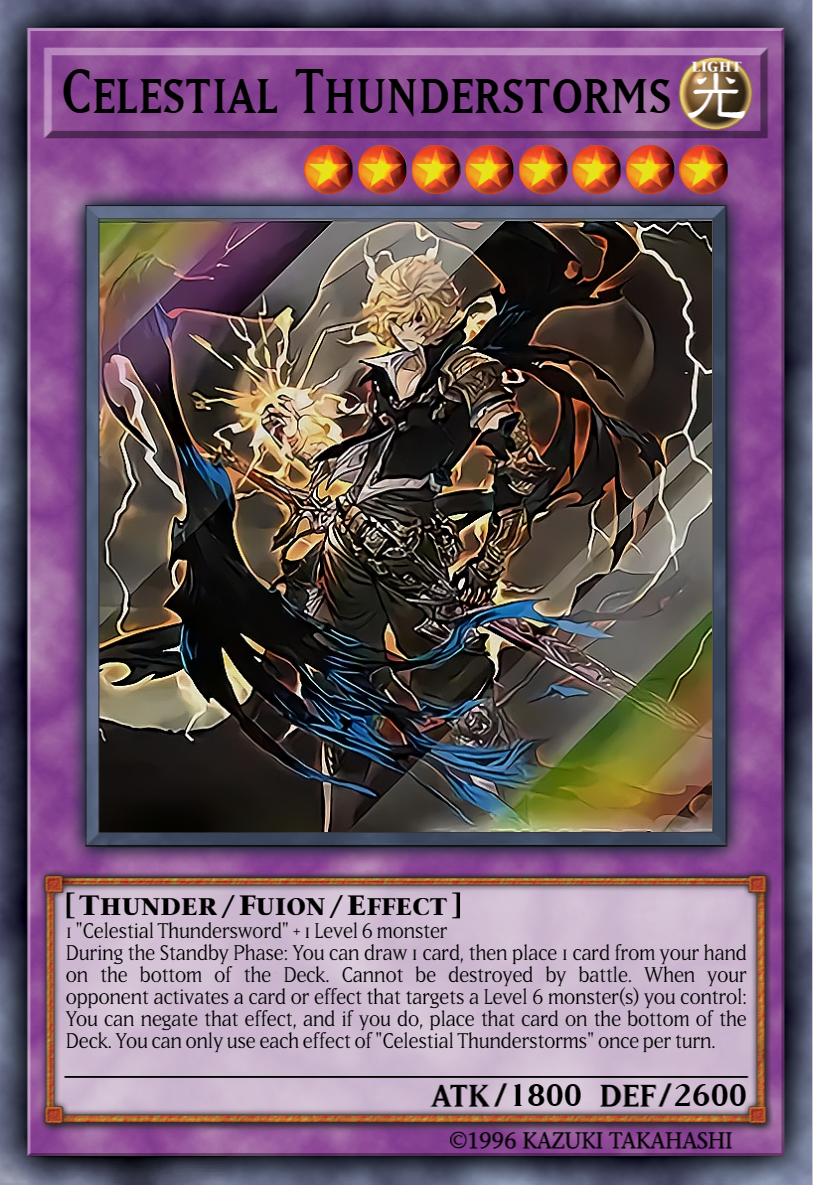 Celestial Thunderstorms
LIGHT
光
[ Thunder / Fuion / Effect ]
1 "Celestial Thundersword" + 1 Level 6 monster
During the Standby Phase: You can draw 1 card, then place 1 card from your hand
on the bottom of the Deck. Cannot be destroyed by battle. When your
opponent activates a card or effect that targets a Level 6 monster(s) you control:
You can negate that effect, and if you do, place that card on the bottom of the
Deck. You can only use each effect of "Celestial Thunderstorms" once per turn.
ATK/1800 DEF/2600
©1996 KAZUKI TAKAHASHI